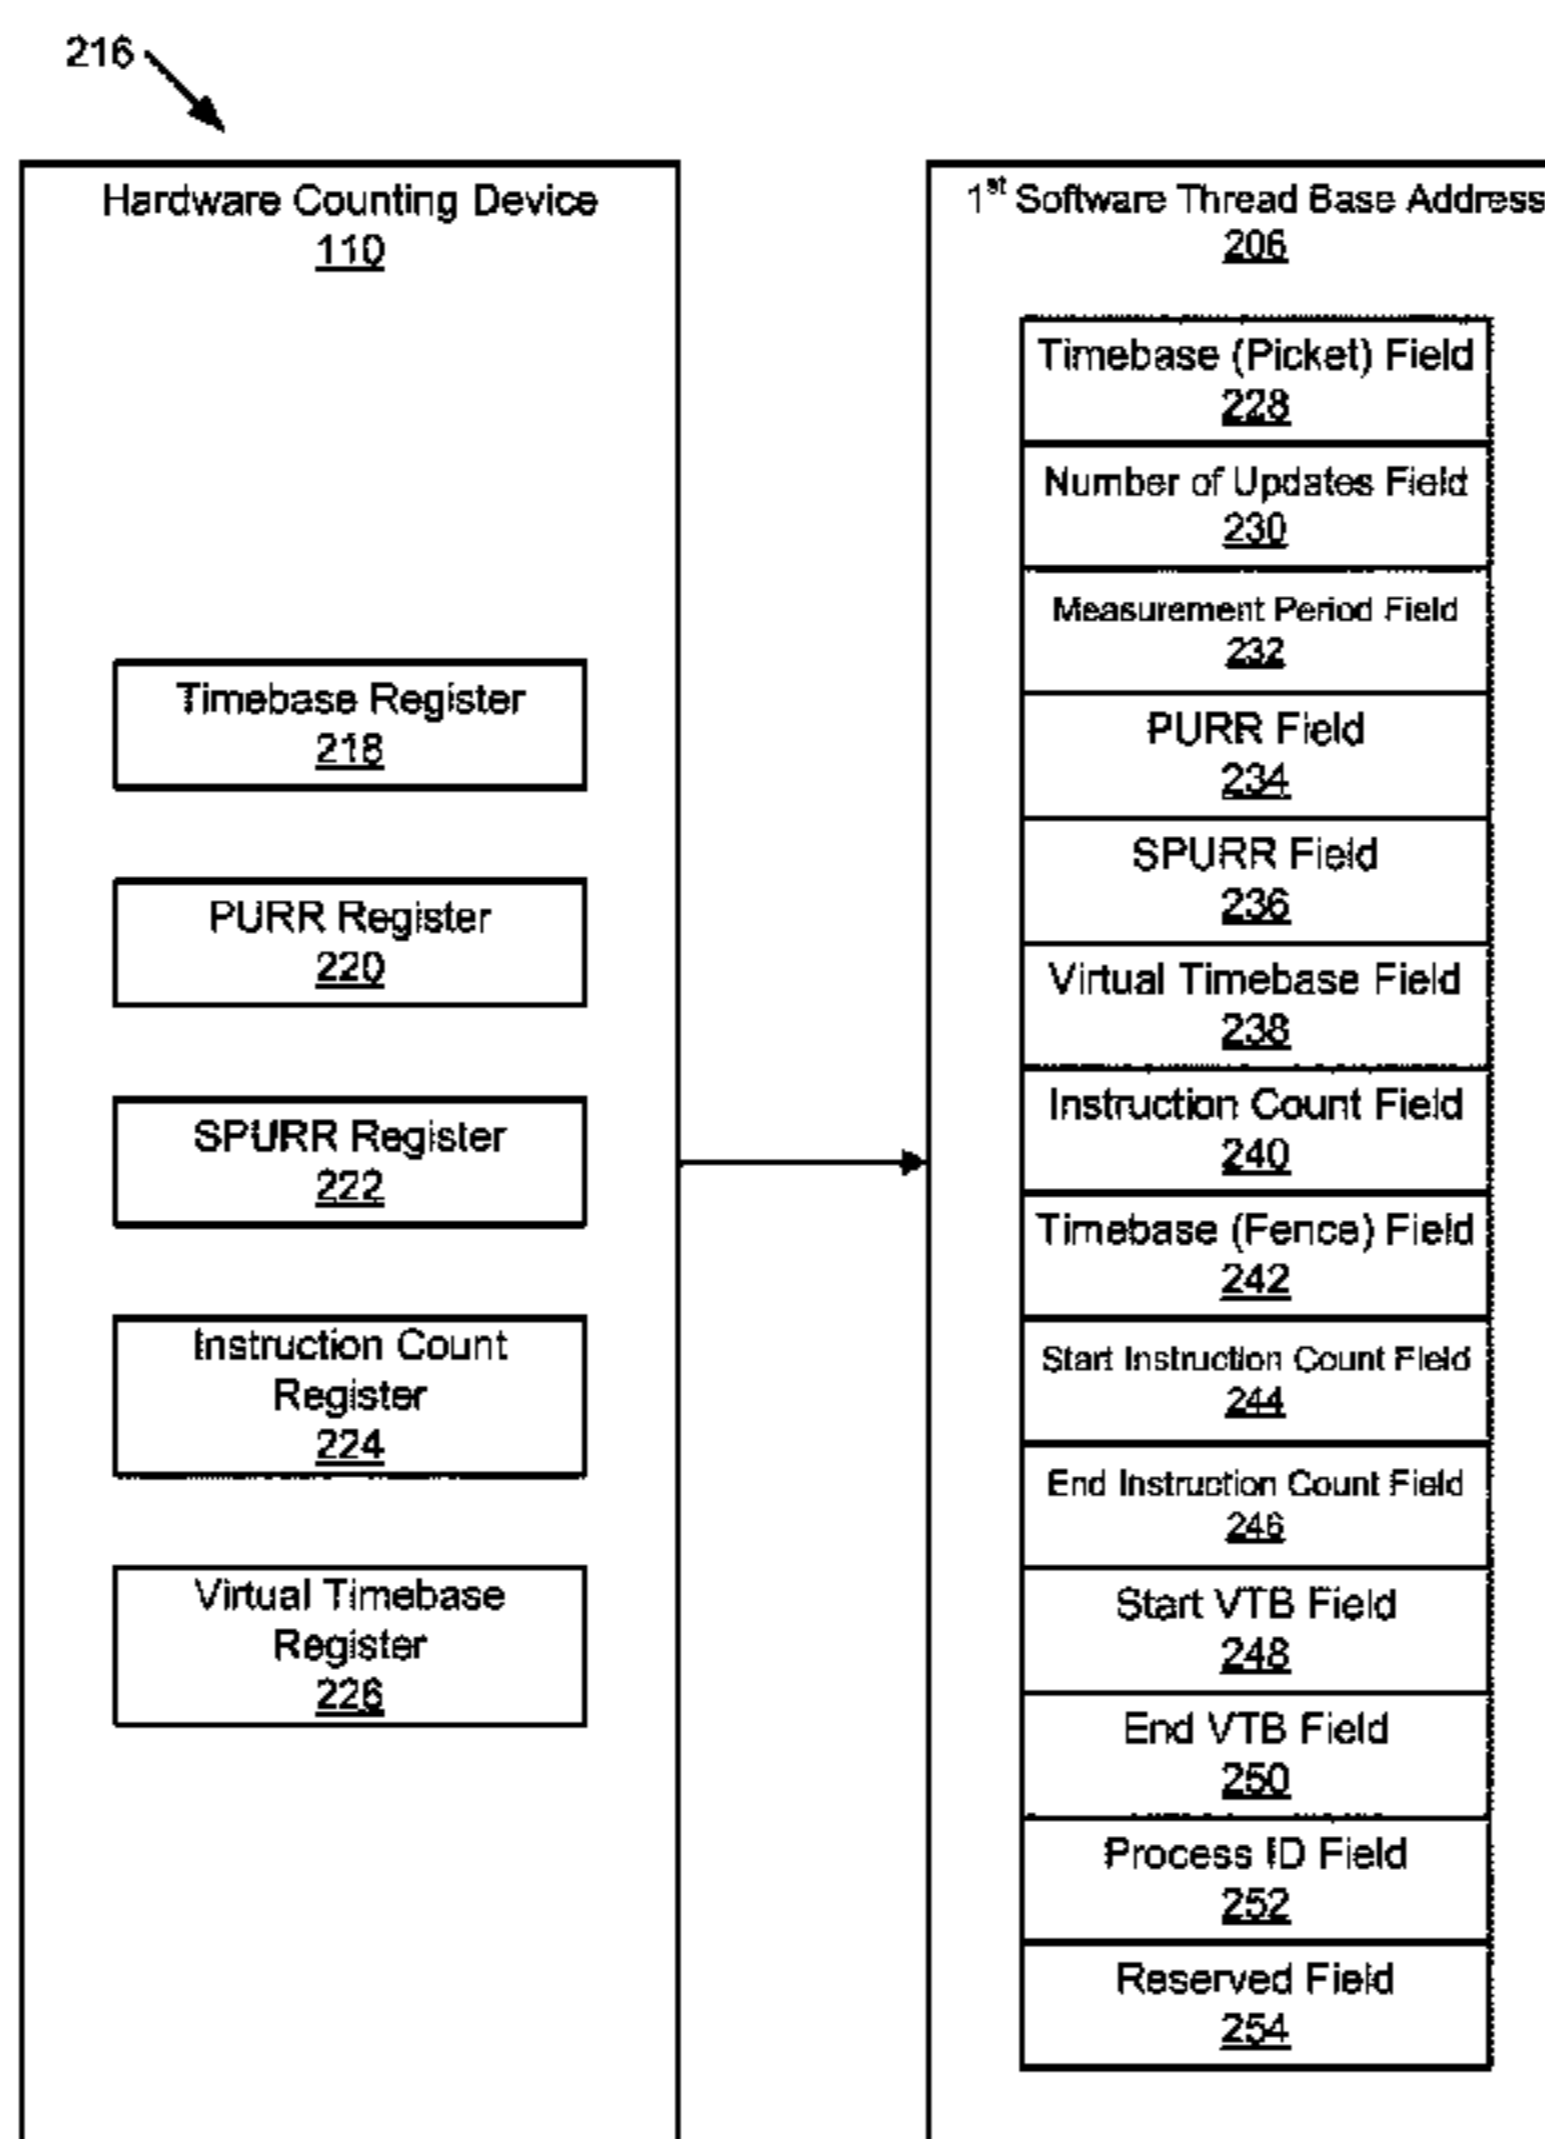 216
Hardware Counting Device
110
Timebase Register
218
PURR Register
220
SPURR Register
222
Instruction Count
Register
224
Virtual Timebase
Register
226
1st Software Thread Base Address
206
Timebase (Picket) Field
228
Number of Updates Field
230
Measurement Period Field
232
PURR Field
234
SPURR Field
236
Virtual Timebase Field
238
Instruction Count Field
240
Timebase (Fence) Field
242
Start Instruction Count Field
244
End Instruction Count Field
246
Start VTB Field
248
End VTB Field
250
Process ID Field
252
Reserved Field
254